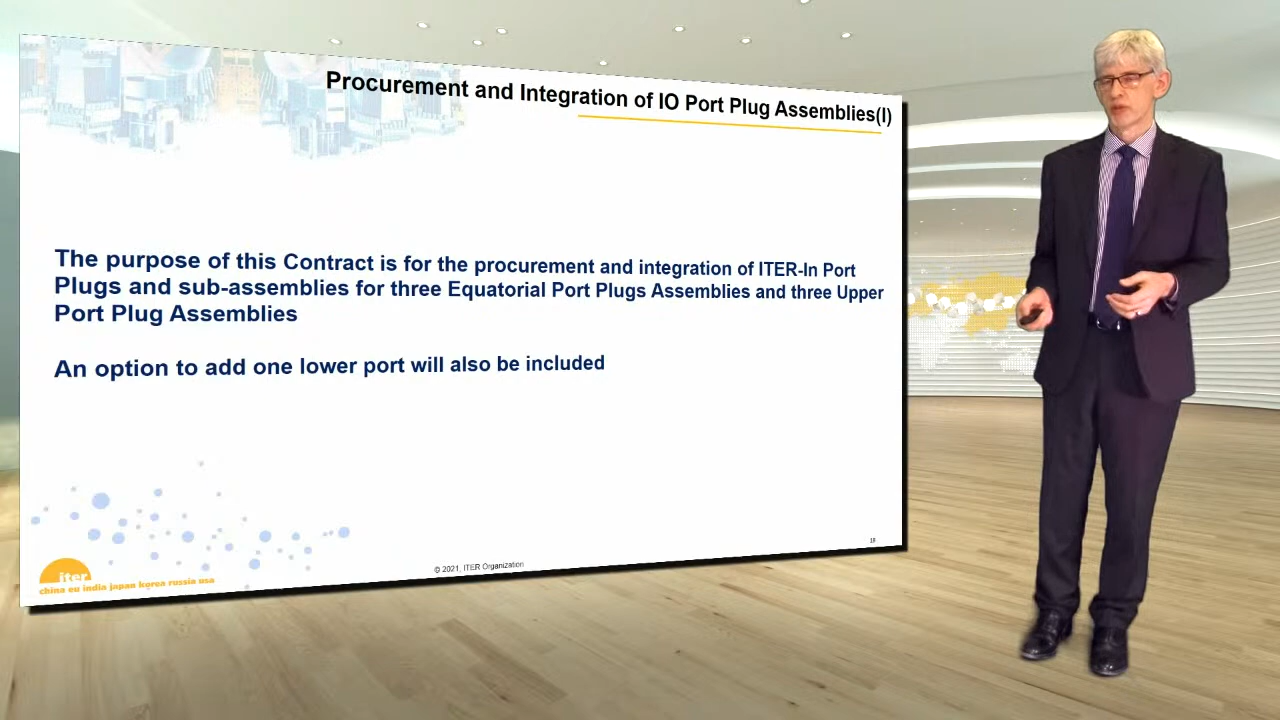 Procurement and Integration of IO Port Plug Assemblies(I)
The purpose of this Contract is for the procurement and integration of ITER-In Port
Plugs and sub-assemblies for three Equatorial Port Plugs Assemblies and three Upper
Port Plug Assemblies
An option to add one lower port will also be included
iter
china eu india japan korea russia usa
© 2021, ITER Organization